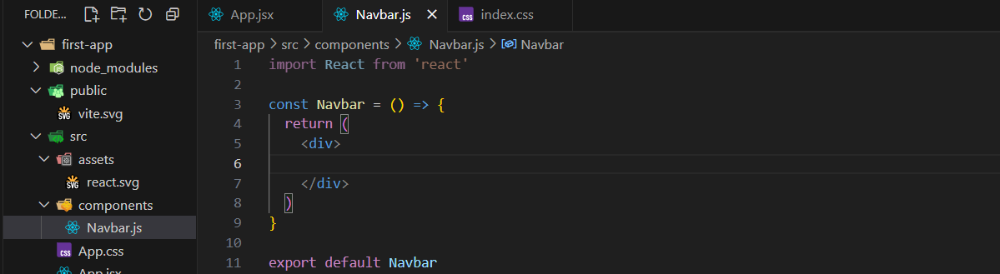 FOLDE...
first-app
node_modules
public
vite.svg
src
assets
react.svg
components
Navbar.js
App.css
App.jsx
App.jsx
Navbar.js
index.css
first-app > src > components > Navbar.js > Navbar
1 import React from 'react'
2
3 const Navbar = () => {
4 return (
5 <div>
6
7 </div>
8 )
9 }
10
11 export default Navbar